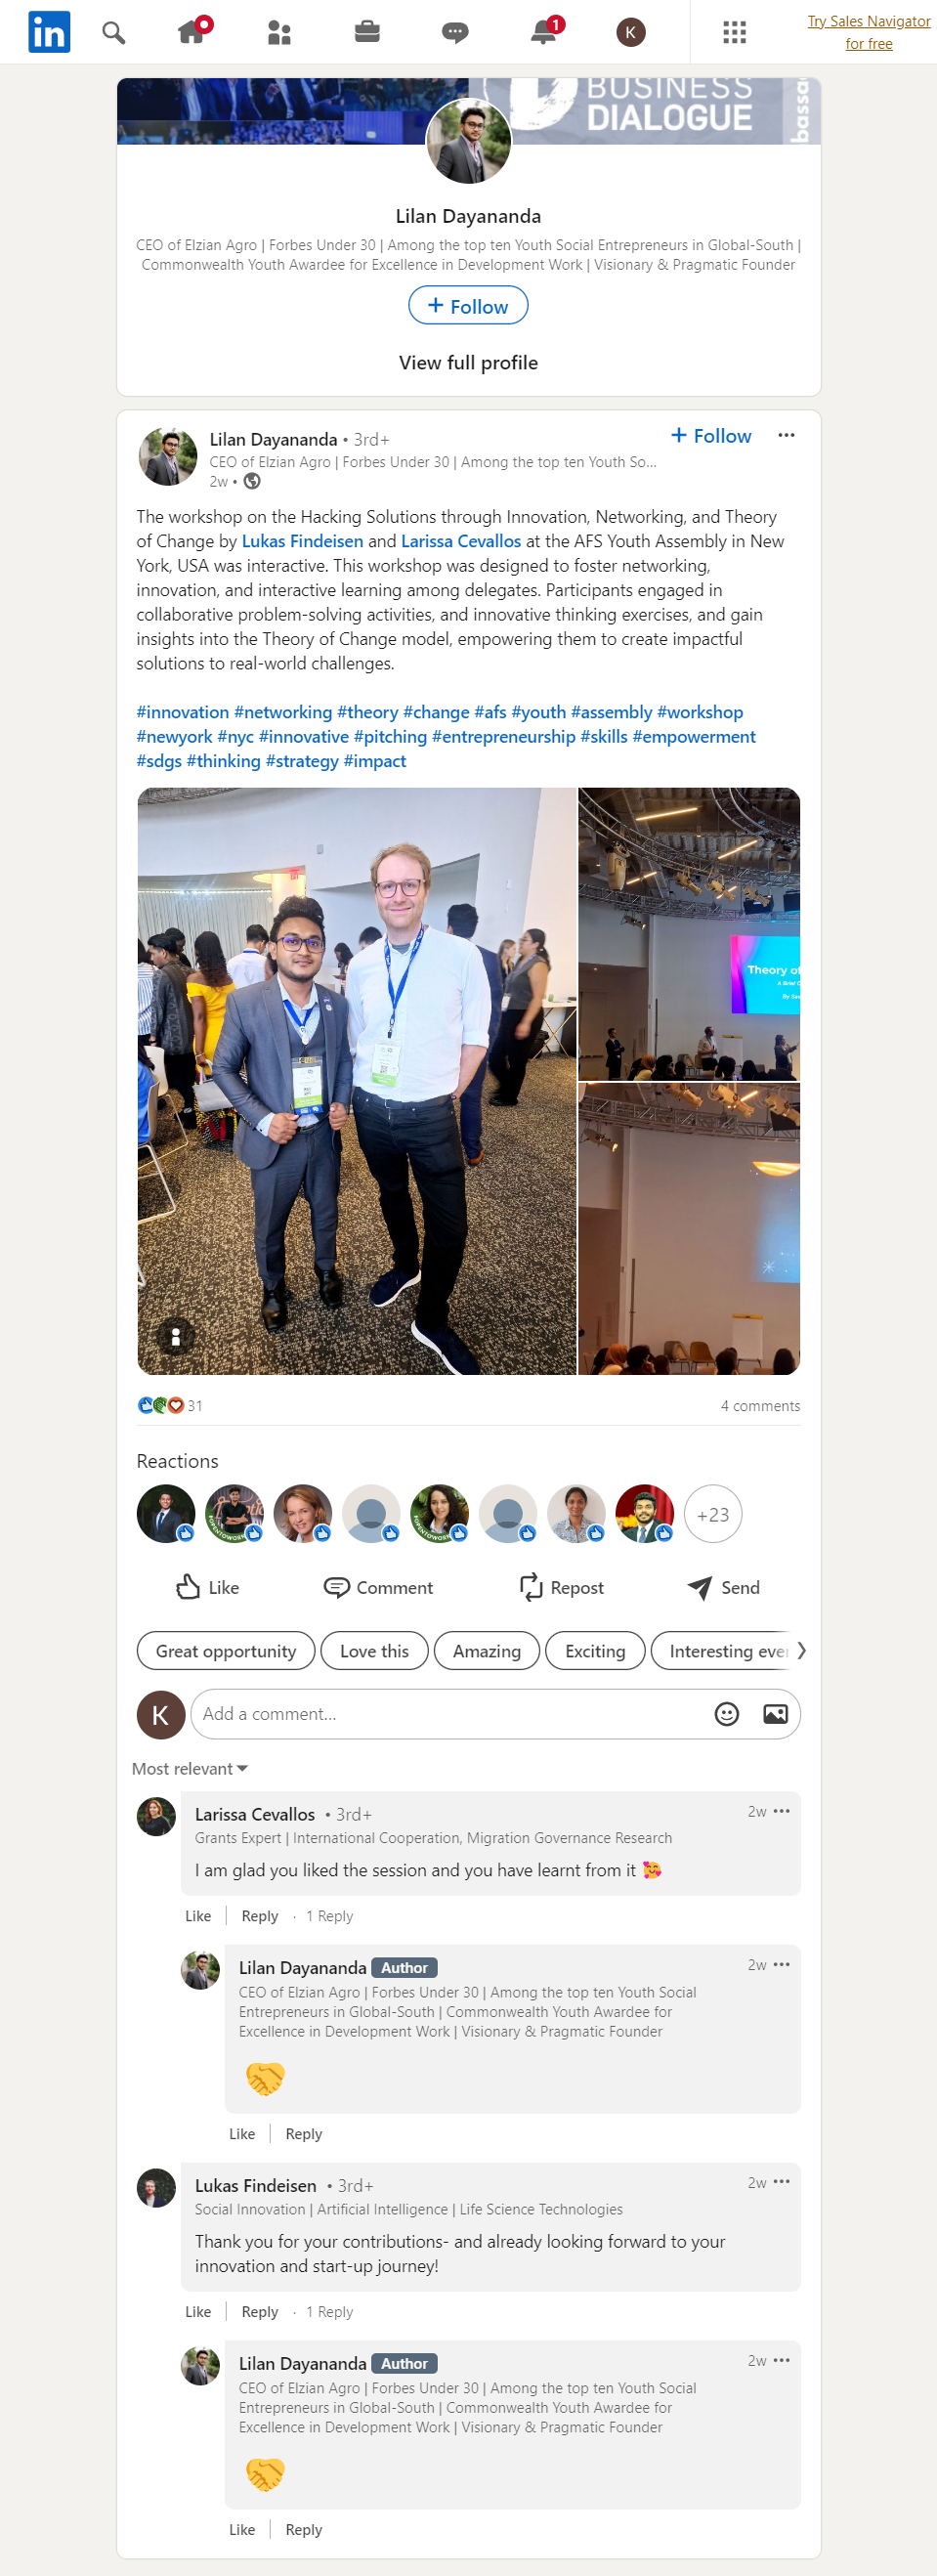 in
1
K
Try Sales Navigator
for free
BUSINESS
DIALOGUE
bassa
Lilan Dayananda
CEO of Elzian Agro | Forbes Under 30 | Among the top ten Youth Social Entrepreneurs in Global-South |
Commonwealth Youth Awardee for Excellence in Development Work | Visionary & Pragmatic Founder
+ Follow
View full profile
Lilan Dayananda • 3rd+
+ Follow
CEO of Elzian Agro | Forbes Under 30 | Among the top ten Youth So...
2w •
The workshop on the Hacking Solutions through Innovation, Networking, and Theory
of Change by Lukas Findeisen and Larissa Cevallos at the AFS Youth Assembly in New
York, USA was interactive. This workshop was designed to foster networking,
innovation, and interactive learning among delegates. Participants engaged in
collaborative problem-solving activities, and innovative thinking exercises, and gain
insights into the Theory of Change model, empowering them to create impactful
solutions to real-world challenges.
#innovation #networking #theory #change #afs #youth #assembly #workshop
#newyork #nyc #innovative #pitching #entrepreneurship #skills #empowerment
#sdgs #thinking #strategy #impact
Theory of
A Brief
By
31
4 comments
Reactions
+23
Like
Comment
Repost
Send
Great opportunity
Love this
Amazing
Exciting
Interesting ever
K
Add a comment...
Most relevant
Larissa Cevallos • 3rd+
2w
Grants Expert | International Cooperation, Migration Governance Research
I am glad you liked the session and you have learnt from it 🥰
Like | Reply · 1 Reply
Lilan Dayananda Author
2w
CEO of Elzian Agro | Forbes Under 30 | Among the top ten Youth Social
Entrepreneurs in Global-South | Commonwealth Youth Awardee for
Excellence in Development Work | Visionary & Pragmatic Founder
🤝
Like | Reply
Lukas Findeisen • 3rd+
2w
Social Innovation | Artificial Intelligence | Life Science Technologies
Thank you for your contributions- and already looking forward to your
innovation and start-up journey!
Like | Reply · 1 Reply
Lilan Dayananda Author
2w
CEO of Elzian Agro | Forbes Under 30 | Among the top ten Youth Social
Entrepreneurs in Global-South | Commonwealth Youth Awardee for
Excellence in Development Work | Visionary & Pragmatic Founder
🤝
Like | Reply